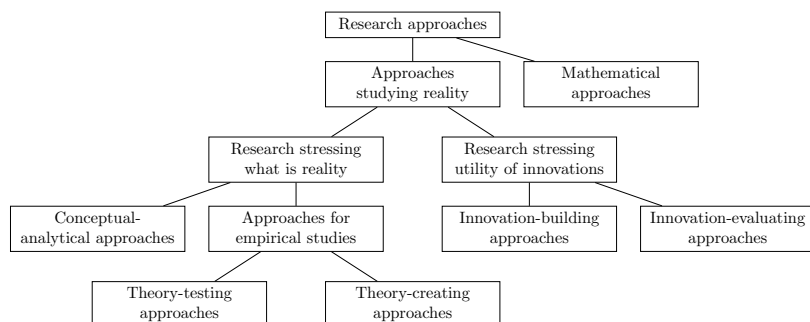 Research approaches
Approaches
studying reality
Mathematical
approaches
Research stressing
what is reality
Research stressing
utility of innovations
Conceptual-
analytical approaches
Approaches for
empirical studies
Innovation-building
approaches
Innovation-evaluating
approaches
Theory-testing
approaches
Theory-creating
approaches